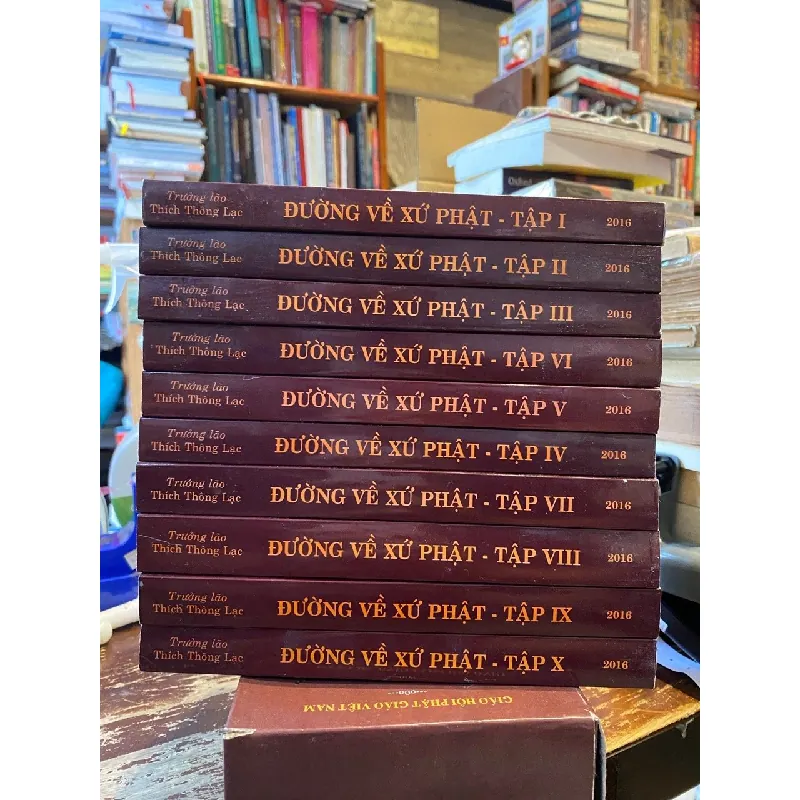 Trưởng lão
Thích Thông Lạc
ĐƯỜNG VỀ XỨ PHẬT - TẬP I
2016
Trưởng lão
Thích Thông Lạc
ĐƯỜNG VỀ XỨ PHẬT - TẬP II
2016
Trưởng lão
Thích Thông Lạc
ĐƯỜNG VỀ XỨ PHẬT - TẬP III
2016
Trưởng lão
Thích Thông Lạc
ĐƯỜNG VỀ XỨ PHẬT - TẬP VI
2016
Trưởng lão
Thích Thông Lạc
ĐƯỜNG VỀ XỨ PHẬT - TẬP V
2016
Trưởng lão
Thích Thông Lạc
ĐƯỜNG VỀ XỨ PHẬT - TẬP IV
2016
Trưởng lão
Thích Thông Lạc
ĐƯỜNG VỀ XỨ PHẬT - TẬP VII
2016
Trưởng lão
Thích Thông Lạc
ĐƯỜNG VỀ XỨ PHẬT - TẬP VIII
2016
Trưởng lão
Thích Thông Lạc
ĐƯỜNG VỀ XỨ PHẬT - TẬP IX
2016
Trưởng lão
Thích Thông Lạc
ĐƯỜNG VỀ XỨ PHẬT - TẬP X
2016
GIÁO HỘI PHẬT GIÁO VIỆT NAM